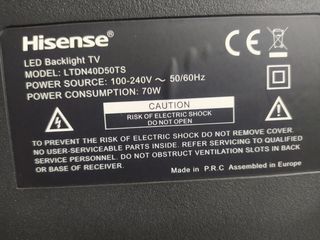 Hisense®
LED Backlight TV
MODEL: LTDN40D50TS
POWER SOURCE: 100-240V ~ 50/60Hz
POWER CONSUMPTION: 70W
CE
CAUTION
RISK OF ELECTRIC SHOCK
DO NOT OPEN
TO PREVENT THE RISK OF ELECTRIC SHOCK DO NOT REMOVE COVER.
NO USER-SERVICEABLE PARTS INSIDE. REFER SERVICING TO QUALIFIED
SERVICE PERSONNEL. DO NOT OBSTRUCT VENTILATION SLOTS IN BACK
OR BASE OF RECEIVER.
Made in P.R.C Assembled in Europe